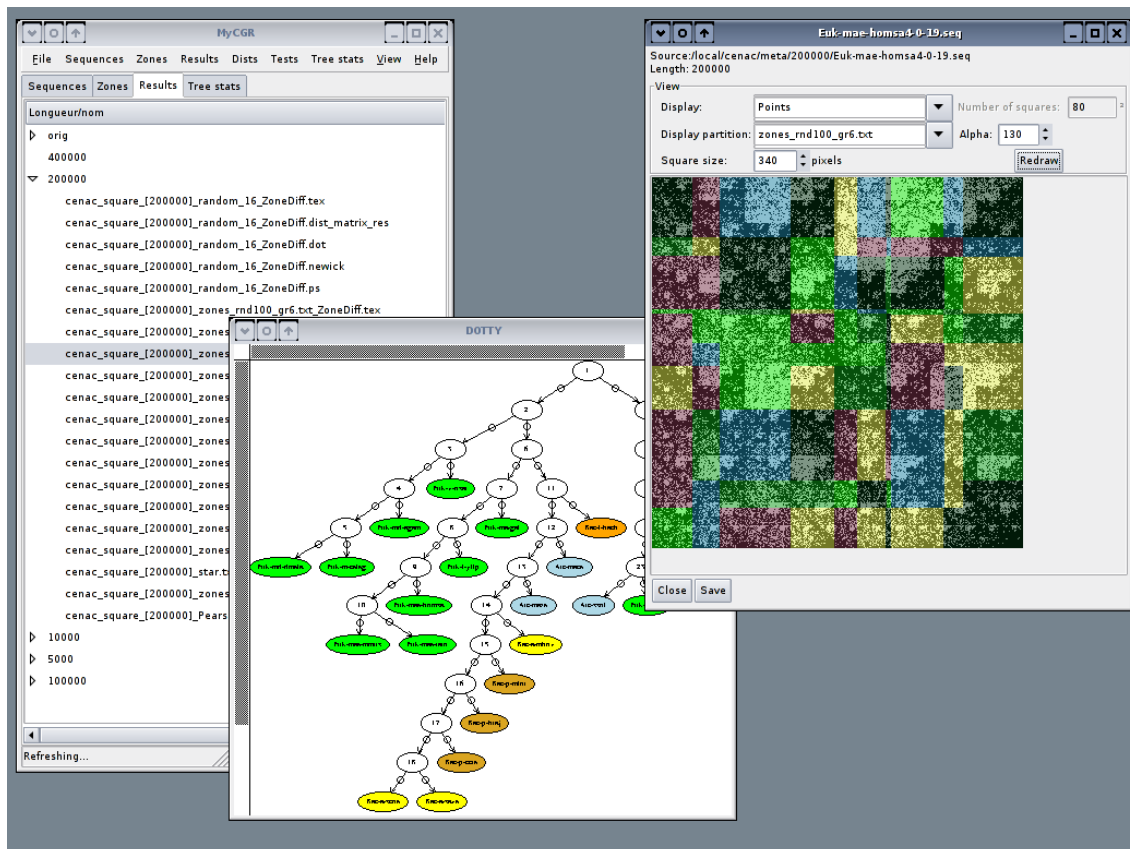 MyCGR
File Sequences Zones Results Dists Tests Tree stats View Help
Sequences Zones Results Tree stats
Longueur/nom
orig
400000
200000
cenac_square_[200000]_random_16_ZoneDiff.tex
cenac_square_[200000]_random_16_ZoneDiff.dist_matrix_res
cenac_square_[200000]_random_16_ZoneDiff.dot
cenac_square_[200000]_random_16_ZoneDiff.newick
cenac_square_[200000]_random_16_ZoneDiff.ps
cenac_square_[200000]_zones_rnd100_gr6.txt_ZoneDiff.tex
cenac_square_[200000]_zones
cenac_square_[200000]_zones
cenac_square_[200000]_zones
cenac_square_[200000]_zones
cenac_square_[200000]_zones
cenac_square_[200000]_zones
cenac_square_[200000]_zones
cenac_square_[200000]_zones
cenac_square_[200000]_zones
cenac_square_[200000]_zones
cenac_square_[200000]_zones
cenac_square_[200000]_star.t
cenac_square_[200000]_zones
cenac_square_[200000]_Pears
10000
5000
100000
Refreshing...
DOTTY
1
2
3 6
4 7 11
5 8 12
9 13
10 14
15
16
17
18
Euk-mae-homsa4-0-19.seq
Source:/local/cenac/meta/200000/Euk-mae-homsa4-0-19.seq
Length: 200000
View
Display: Points Number of squares: 80 ²
Display partition: zones_rnd100_gr6.txt Alpha: 130
Square size: 340 pixels Redraw
Close Save